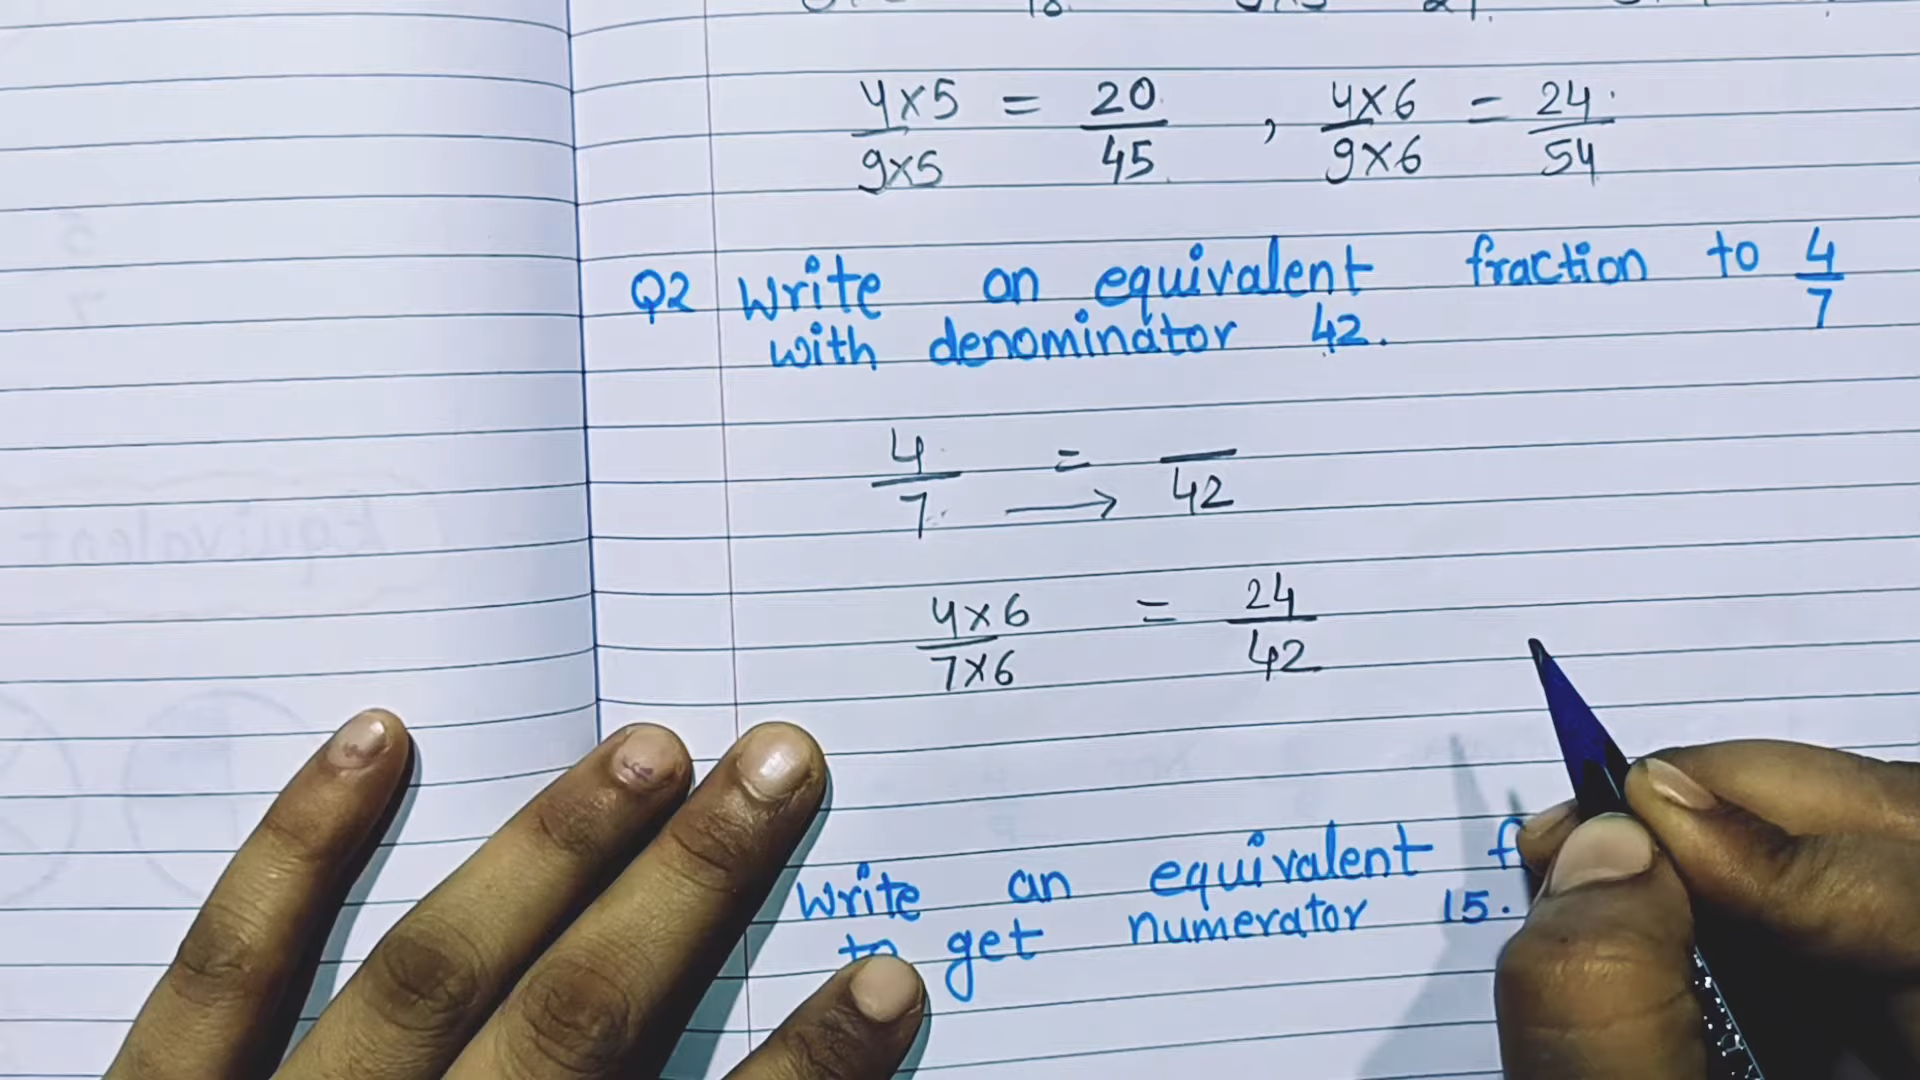 4×5/9×5 = 20/45 , 4×6/9×6 = 24/54
Q2 Write an equivalent fraction to 4/7
with denominator 42.
4/7 = —/42
→
4×6/7×6 = 24/42
Write an equivalent
to get numerator 15.